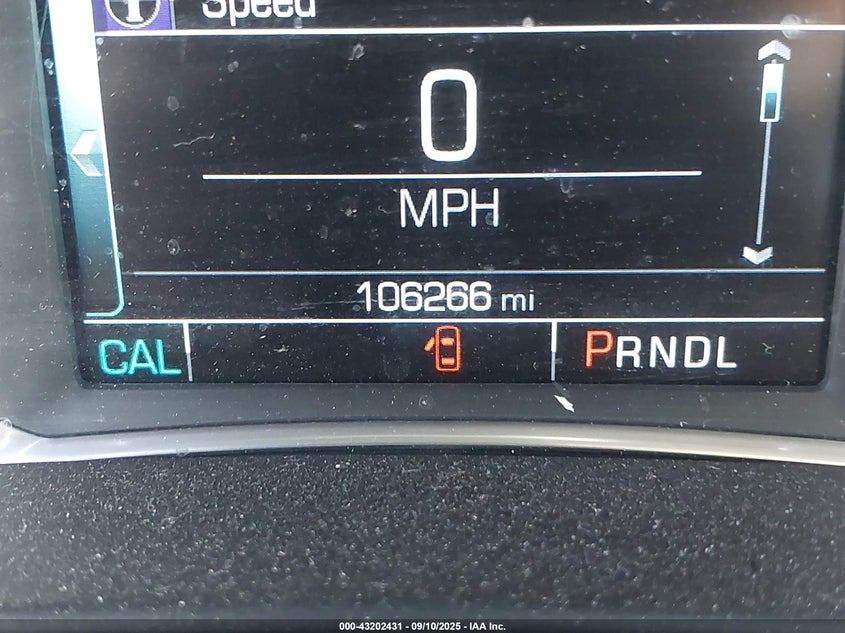 Speed
0
MPH
106266 mi
CAL
PRNDL
000-43202431 - 09/10/2025 - IAA Inc.